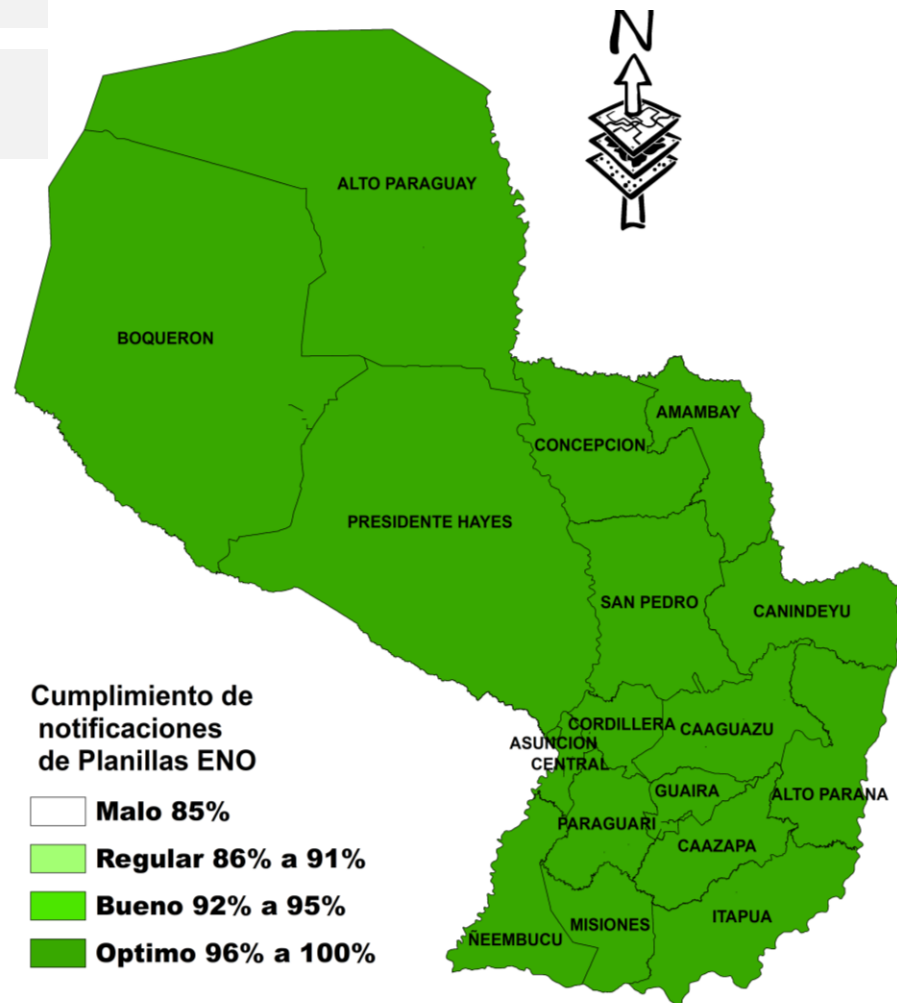 N
ALTO PARAGUAY
BOQUERON
AMAMBAY
CONCEPCION
PRESIDENTE HAYES
SAN PEDRO
CANINDEYU
CORDILLERA
CAAGUAZU
ASUNCION
CENTRAL
GUAIRA
ALTO PARANA
PARAGUARI
CAAZAPA
ITAPUA
MISIONES
ÑEEMBUCU
Cumplimiento de
notificaciones
de Planillas ENO
Malo 85%
Regular 86% a 91%
Bueno 92% a 95%
Optimo 96% a 100%